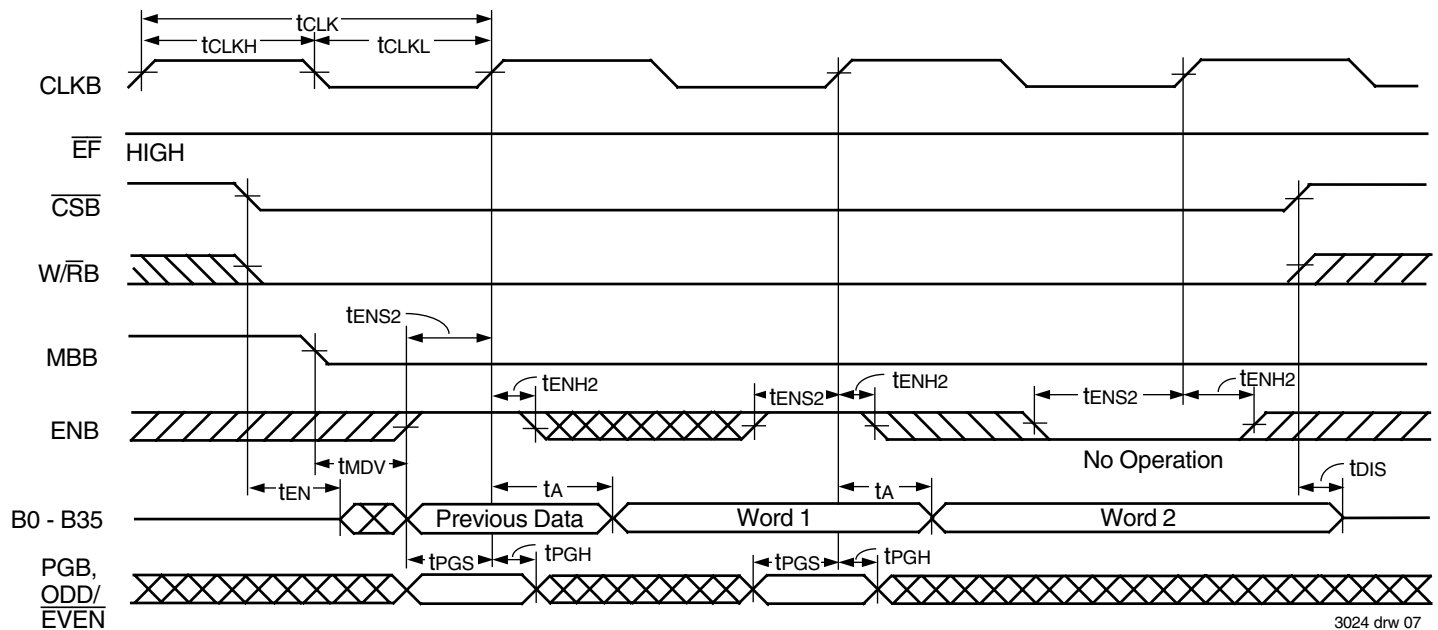 tCLK
tCLKH
tCLKL
CLKB
EF
HIGH
CSB
W/RB
tENS2
MBB
tENH2
tENS2
tENH2
tENS2
tENH2
ENB
No Operation
tMDV
tEN
tA
tA
tDIS
B0 - B35
Previous Data
Word 1
Word 2
tPGS
tPGH
tPGS
tPGH
PGB,
ODD/
EVEN
3024 drw 07